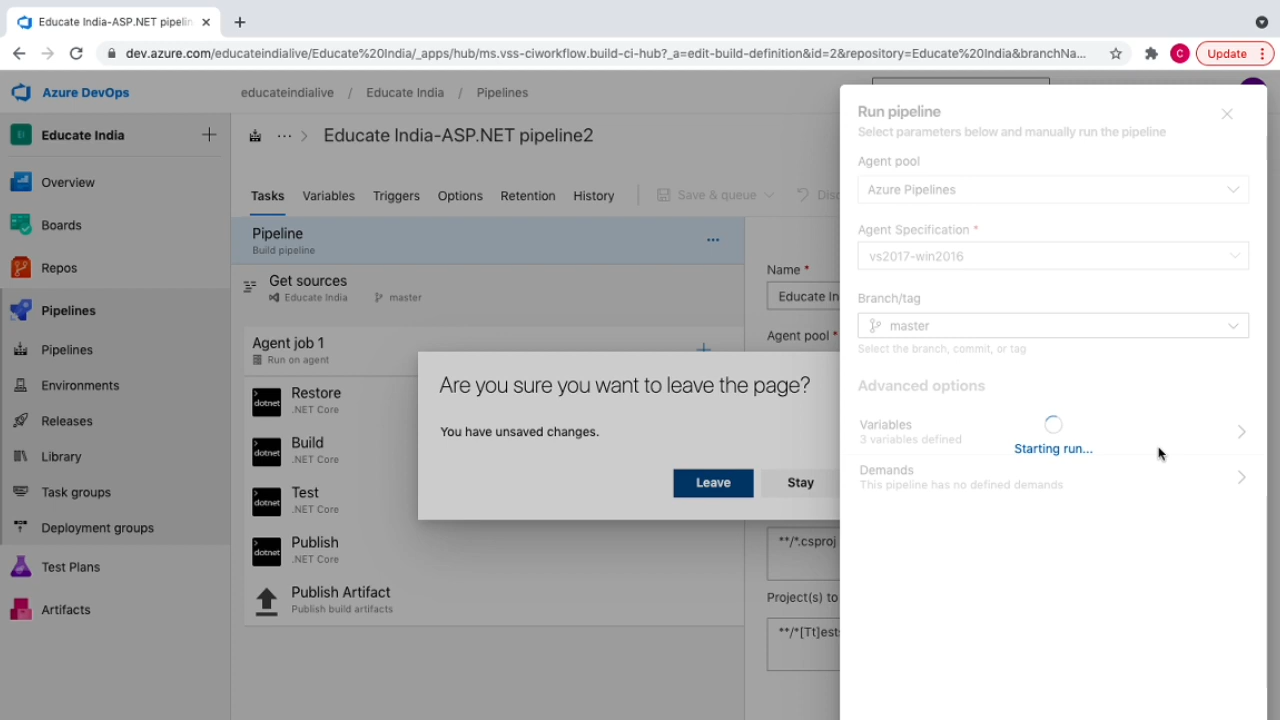 Educate India-ASP.NET pipelin
dev.azure.com/educateindialive/Educate%20India/_apps/hub/ms.vss-ciworkflow.build-ci-hub?_a=edit-build-definition&id=2&repository=Educate%20India&branchNa...
C
Update
Azure DevOps
educateindialive / Educate India / Pipelines
Educate India
Overview
Boards
Repos
Pipelines
Pipelines
Environments
Releases
Library
Task groups
Deployment groups
Test Plans
Artifacts
Educate India-ASP.NET pipeline2
Tasks Variables Triggers Options Retention History Save & queue Disc
Pipeline
Build pipeline
Get sources
Educate India master
Agent job 1
Run on agent
Restore
dotnet .NET Core
Build
dotnet .NET Core
Test
dotnet .NET Core
Publish
dotnet .NET Core
Publish Artifact
Publish build artifacts
Name *
Educate In
Agent pool *
**/*.csproj
Project(s) to
**/*[Tt]ests
Are you sure you want to leave the page?
You have unsaved changes.
Leave Stay
Run pipeline
Select parameters below and manually run the pipeline
Agent pool
Azure Pipelines
Agent Specification *
vs2017-win2016
Branch/tag
master
Select the branch, commit, or tag
Advanced options
Variables
3 variables defined
Starting run...
Demands
This pipeline has no defined demands